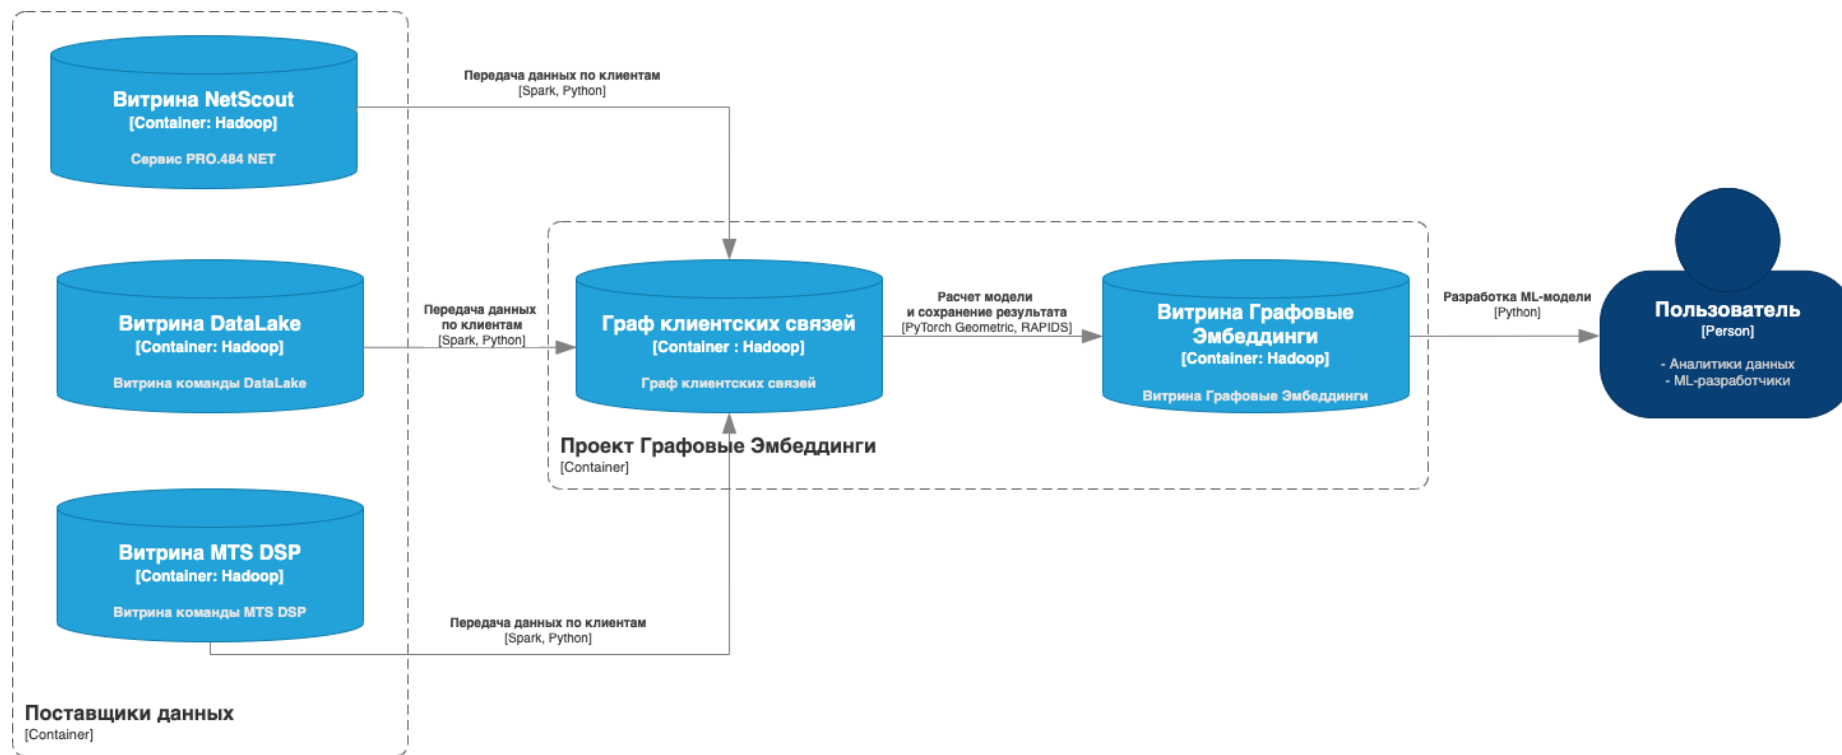 Витрина NetScout
[Container: Hadoop]
Сервис PRO.484 NET
Передача данных по клиентам
[Spark, Python]
Витрина DataLake
[Container: Hadoop]
Витрина команды DataLake
Передача данных
по клиентам
[Spark, Python]
Витрина MTS DSP
[Container: Hadoop]
Витрина команды MTS DSP
Передача данных по клиентам
[Spark, Python]
Поставщики данных
[Container]
Граф клиентских связей
[Container : Hadoop]
Граф клиентских связей
Расчет модели
и сохранение результата
[PyTorch Geometric, RAPIDS]
Витрина Графовые
Эмбеддинги
[Container: Hadoop]
Витрина Графовые Эмбеддинги
Проект Графовые Эмбеддинги
[Container]
Разработка ML-модели
[Python]
Пользователь
[Person]
- Аналитики данных
- ML-разработчики